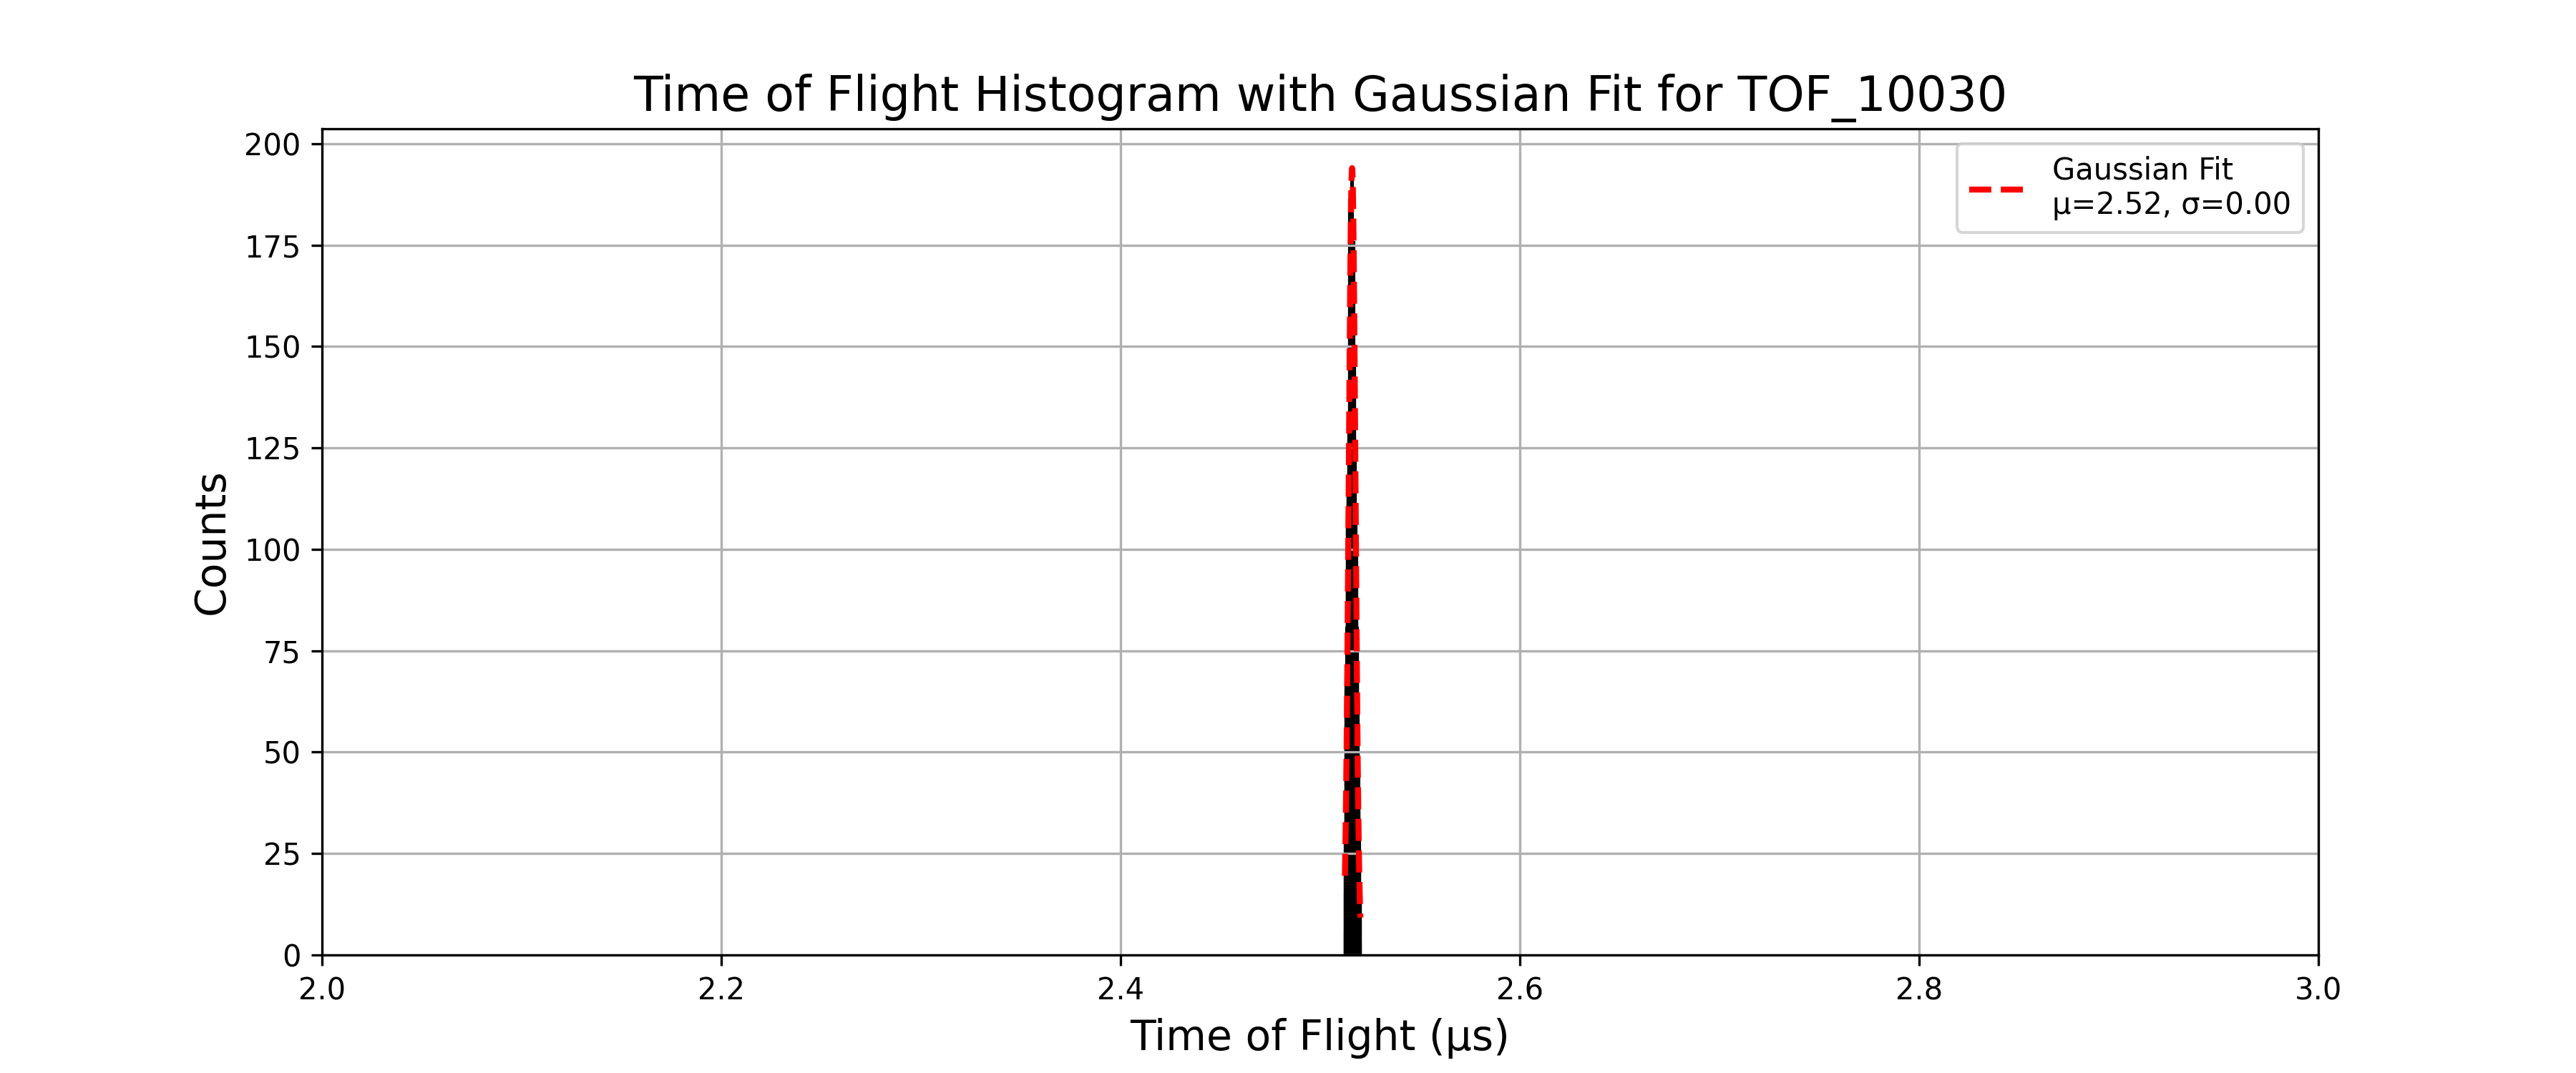 Time of Flight Histogram with Gaussian Fit for TOF_10030
200
175
150
125
100
75
50
25
0
Counts
Gaussian Fit
μ=2.52, σ=0.00
2.0 2.2 2.4 2.6 2.8 3.0
Time of Flight (μs)